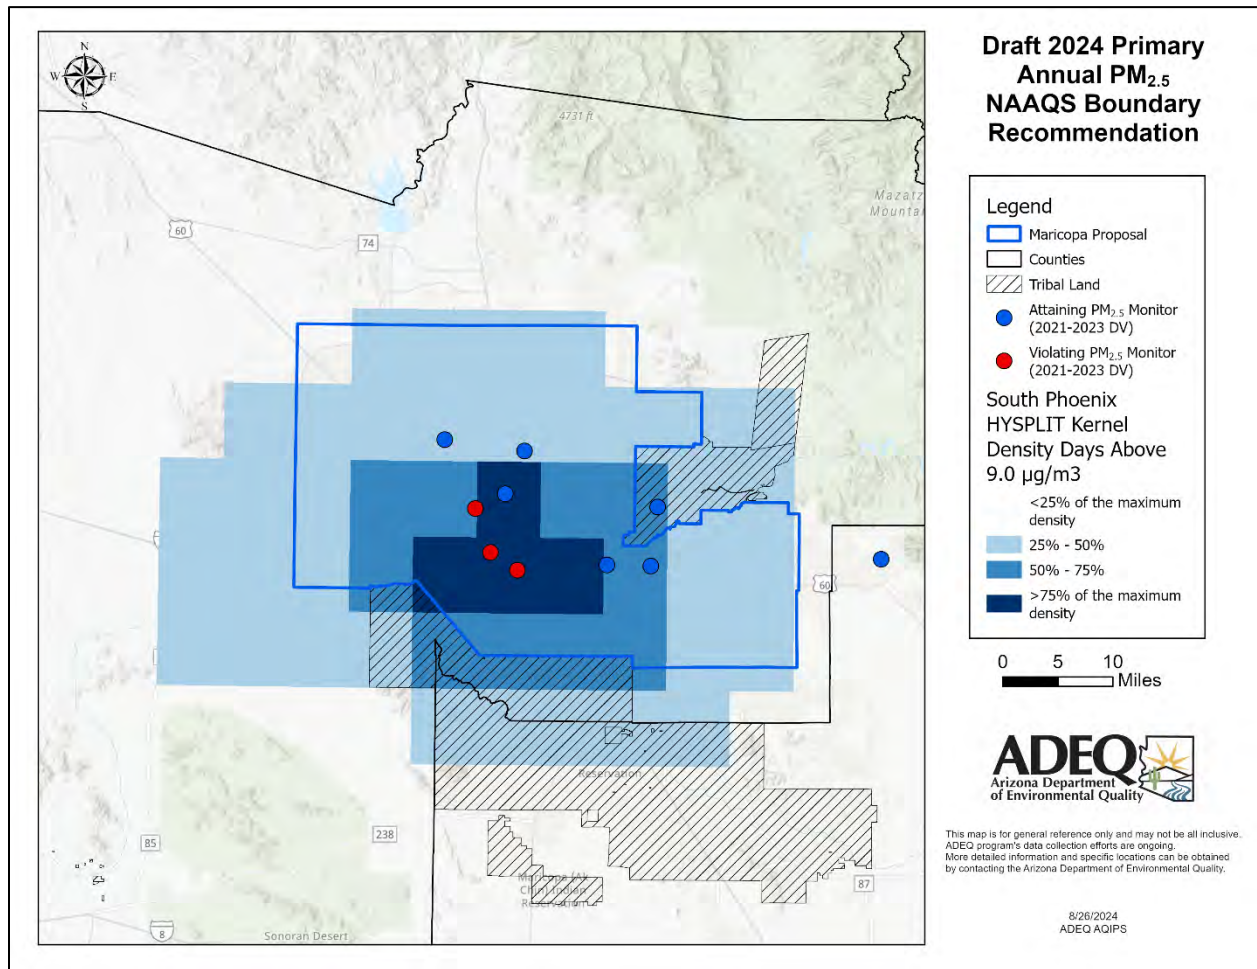 Draft 2024 Primary
Annual PM2.5
NAAQS Boundary
Recommendation
N
W E
S
4731 ft
Mazatz
Mountai
60
74
60
85
238
87
8
Reservation
Maricopa (Ak
Chin) Indian
Reservation
Sonoran Desert
Legend
Maricopa Proposal
Counties
Tribal Land
Attaining PM2.5 Monitor
(2021-2023 DV)
Violating PM2.5 Monitor
(2021-2023 DV)
South Phoenix
HYSPLIT Kernel
Density Days Above
9.0 µg/m3
<25% of the maximum
density
25% - 50%
50% - 75%
>75% of the maximum
density
0 5 10
Miles
ADEQ
Arizona Department
of Environmental Quality
This map is for general reference only and may not be all inclusive.
ADEQ program's data collection efforts are ongoing.
More detailed information and specific locations can be obtained
by contacting the Arizona Department of Environmental Quality.
8/26/2024
ADEQ AQIPS